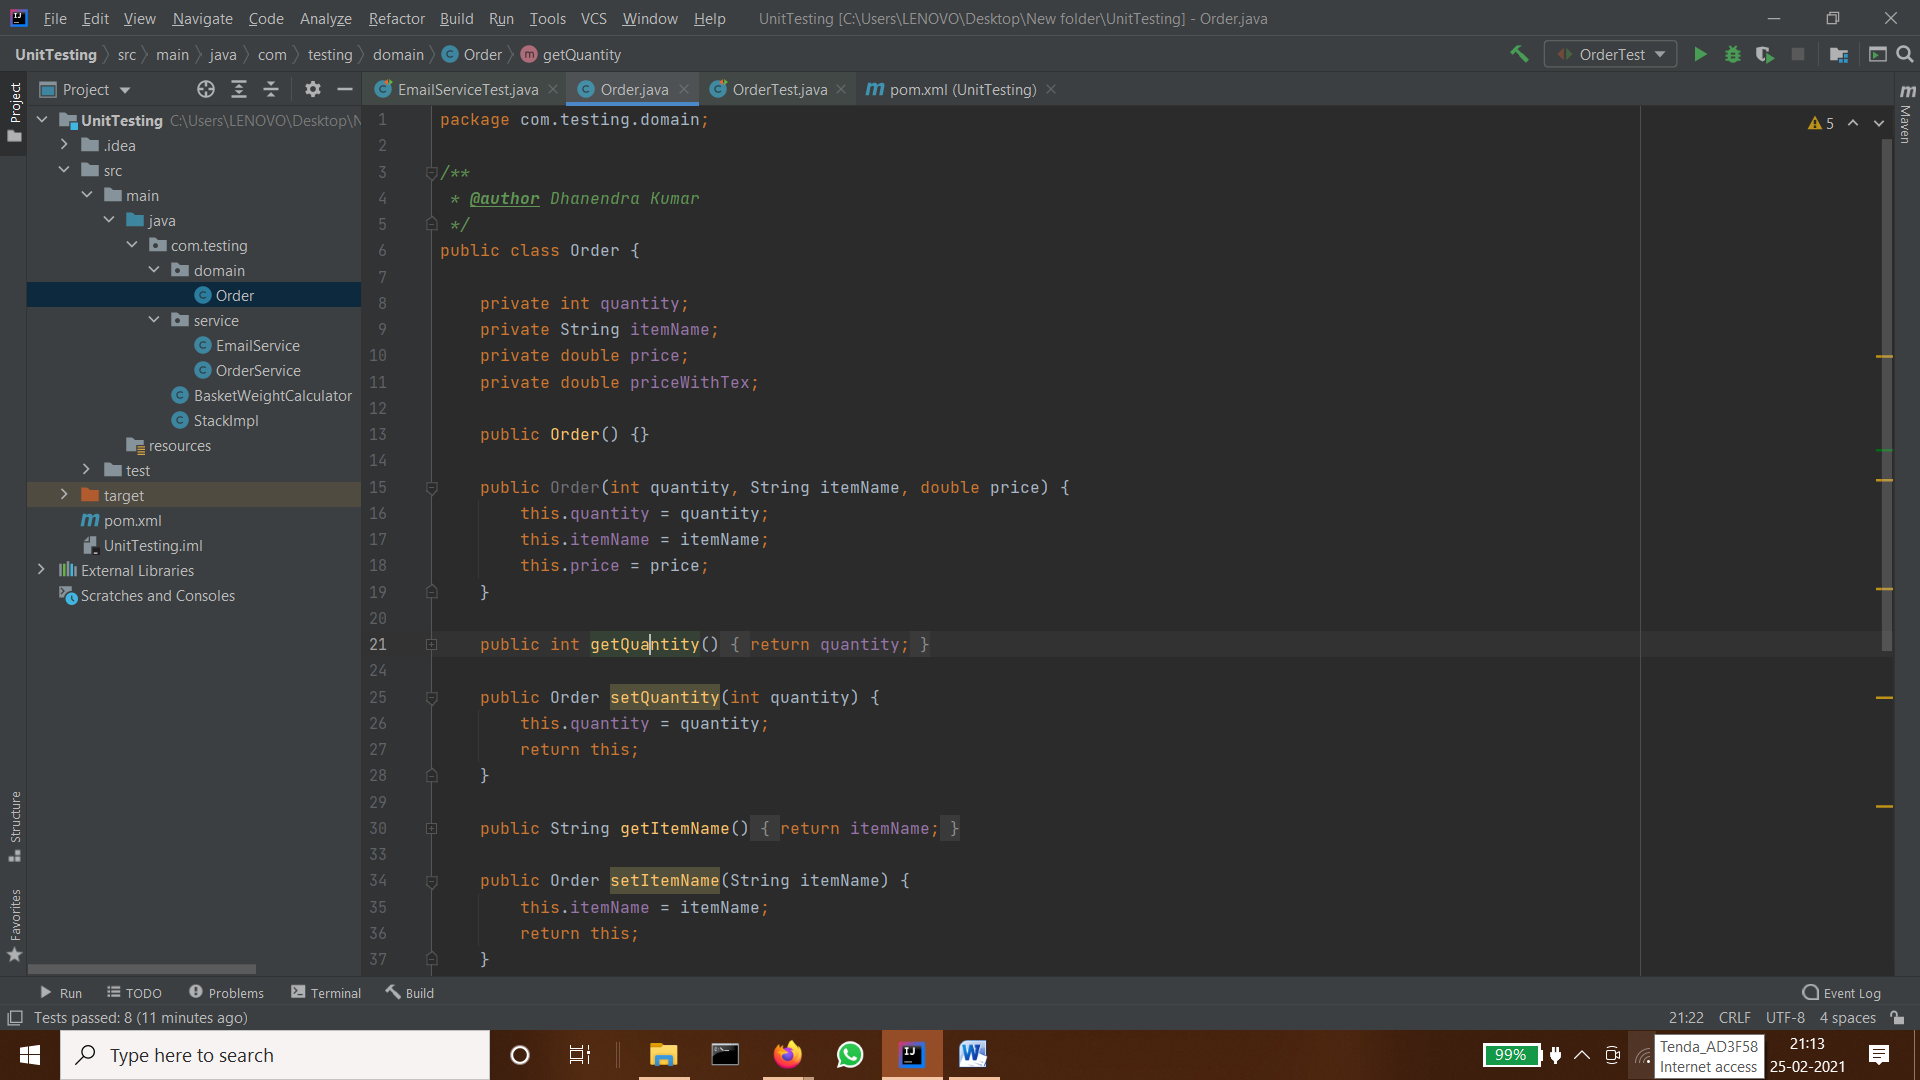 File Edit View Navigate Code Analyze Refactor Build Run Tools VCS Window Help UnitTesting [C:\Users\LENOVO\Desktop\New folder\UnitTesting] - Order.java
UnitTesting src main java com testing domain Order getQuantity OrderTest
Project
EmailServiceTest.java Order.java OrderTest.java pom.xml (UnitTesting)
Project
Maven
UnitTesting C:\Users\LENOVO\Desktop\N
.idea
src
main
java
com.testing
domain
Order
service
EmailService
OrderService
BasketWeightCalculator
StackImpl
resources
test
target
pom.xml
UnitTesting.iml
External Libraries
Scratches and Consoles
Structure
Favorites
5
1 package com.testing.domain;
2
3 /**
4 * @author Dhanendra Kumar
5 */
6 public class Order {
7
8 private int quantity;
9 private String itemName;
10 private double price;
11 private double priceWithTex;
12
13 public Order() {}
14
15 public Order(int quantity, String itemName, double price) {
16 this.quantity = quantity;
17 this.itemName = itemName;
18 this.price = price;
19 }
20
21 public int getQuantity() { return quantity; }
24
25 public Order setQuantity(int quantity) {
26 this.quantity = quantity;
27 return this;
28 }
29
30 public String getItemName() { return itemName; }
33
34 public Order setItemName(String itemName) {
35 this.itemName = itemName;
36 return this;
37 }
Run TODO Problems Terminal Build Event Log
Tests passed: 8 (11 minutes ago) 21:22 CRLF UTF-8 4 spaces
Type here to search
99%
Tenda_AD3F58
Internet access
21:13
25-02-2021